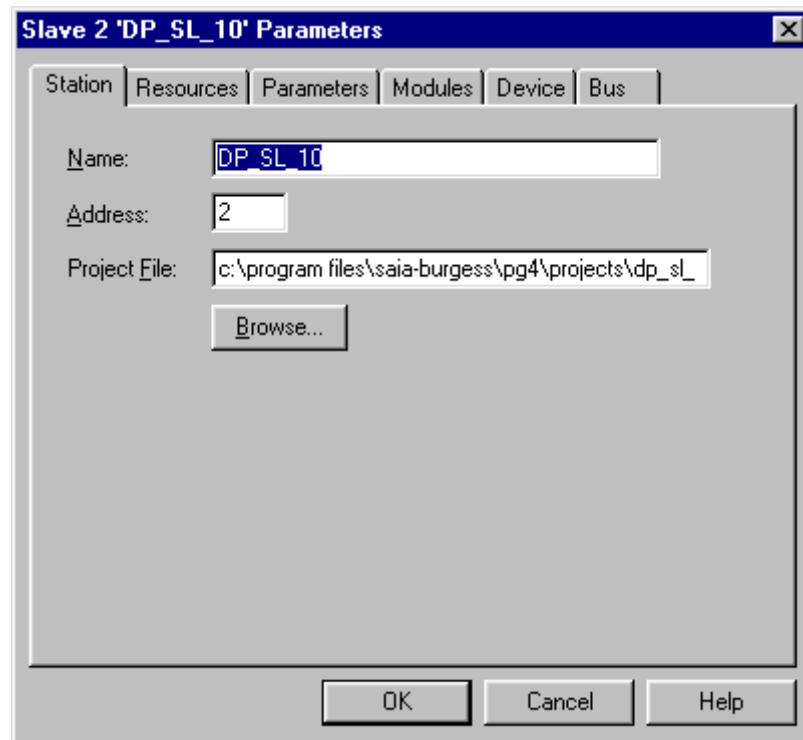 Slave 2 'DP_SL_10' Parameters
Station Resources Parameters Modules Device Bus
Name: DP_SL_10
Address: 2
Project File: c:\program files\saia-burgess\pg4\projects\dp_sl_
Browse...
OK Cancel Help